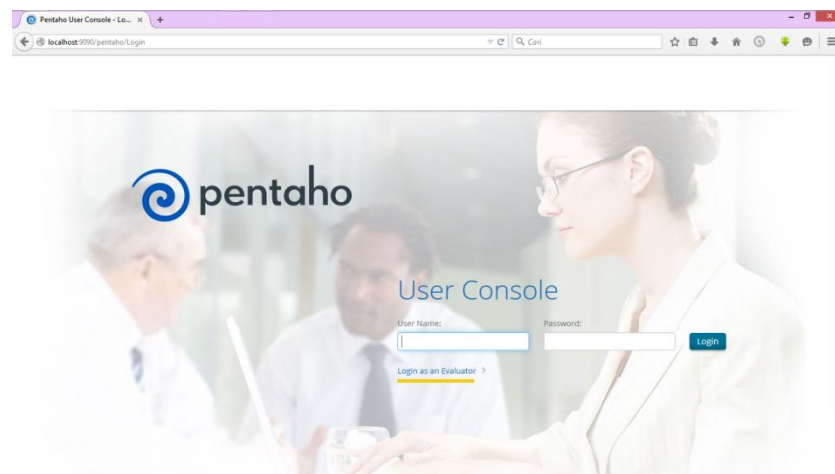 Pentaho User Console - Lo...
localhost:9090/pentaho/Login
Cari
pentaho
User Console
User Name:
Password:
Login
Login as an Evaluator